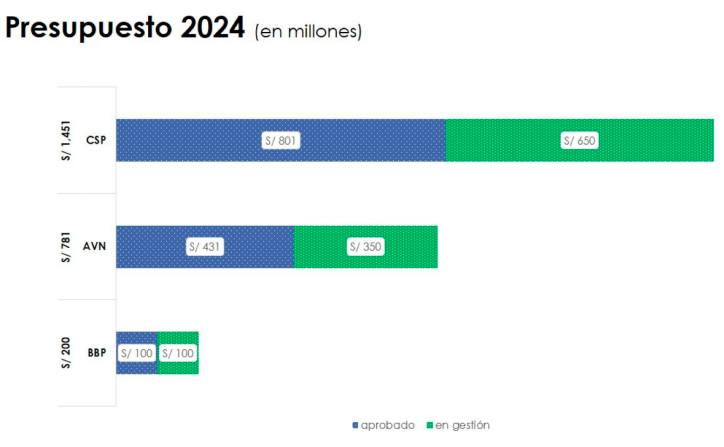 Presupuesto 2024 (en millones)
S/ 1,451 CSP S/ 801 S/ 650
S/ 781 AVN S/ 431 S/ 350
S/ 200 BBP S/ 100 S/ 100
aprobado en gestión